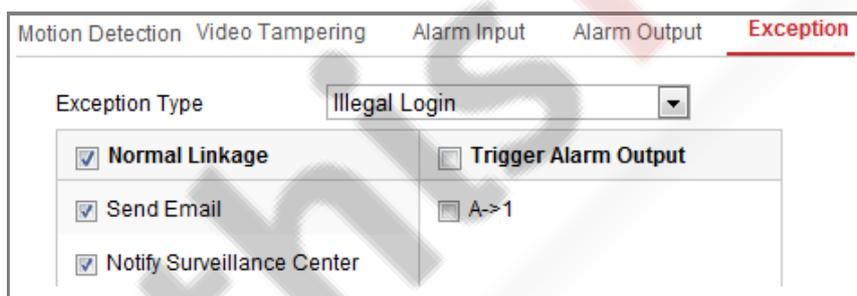 Motion Detection Video Tampering Alarm Input Alarm Output Exception
Exception Type Illegal Login
Normal Linkage Trigger Alarm Output
Send Email A->1
Notify Surveillance Center